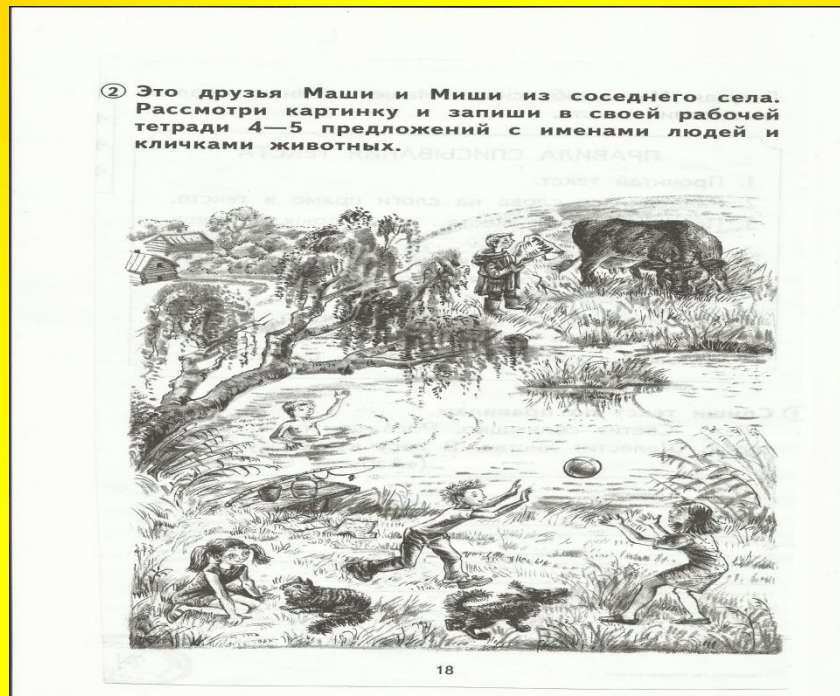 ② Это друзья Маши и Миши из соседнего села.
Рассмотри картинку и запиши в своей рабочей
тетради 4—5 предложений с именами людей и
кличками животных.
18